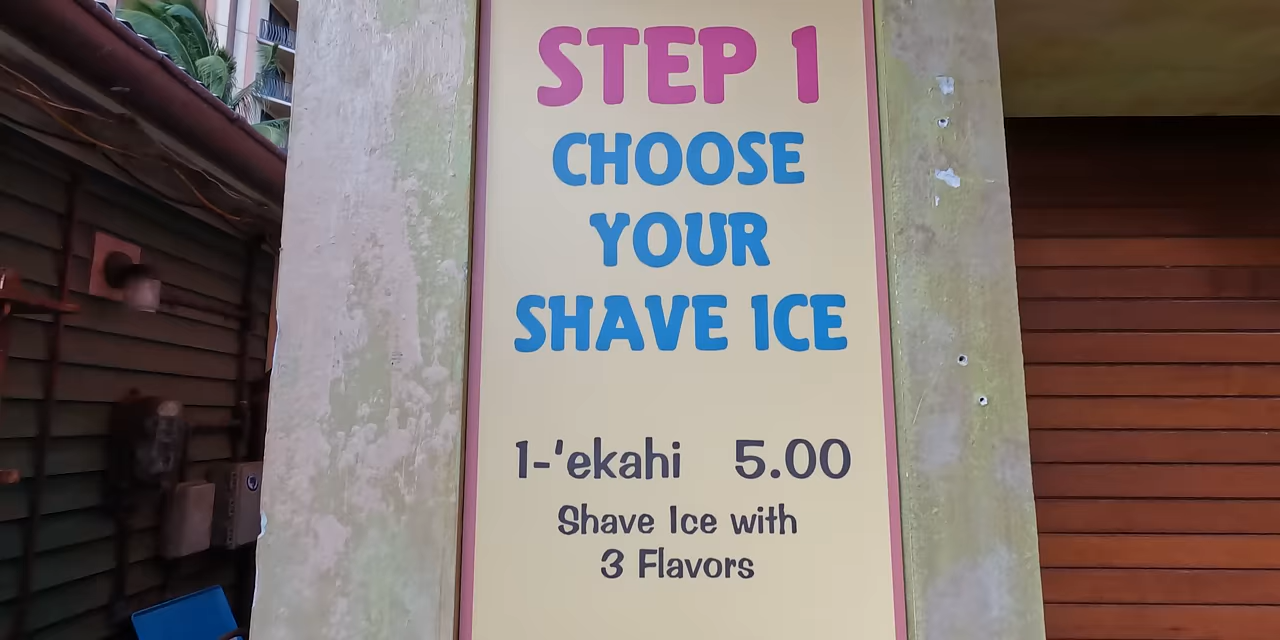 STEP 1
CHOOSE
YOUR
SHAVE ICE
1-'ekahi 5.00
Shave Ice with
3 Flavors